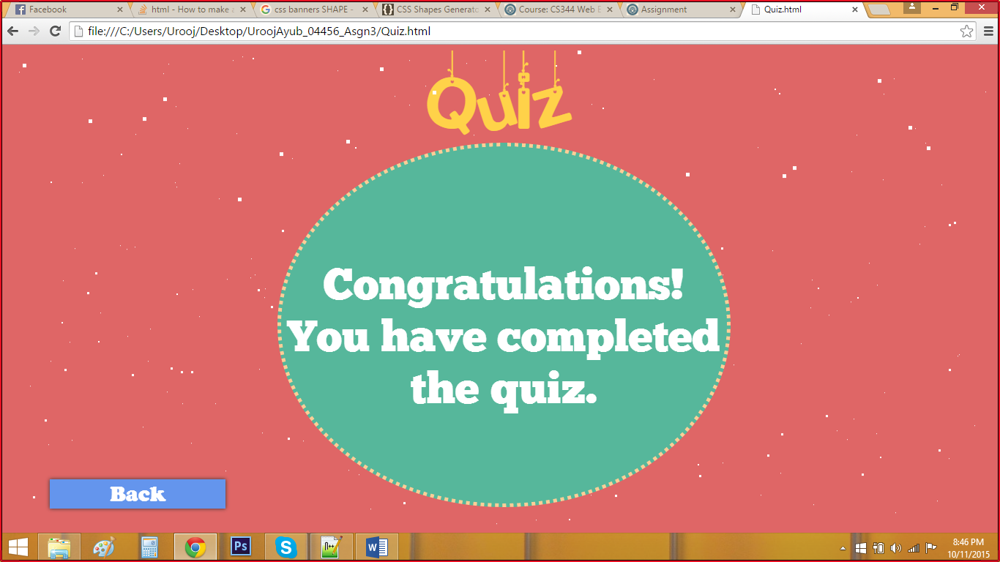 Facebook
html - How to make a
css banners SHAPE -
CSS Shapes Generato
Course: CS344 Web E
Assignment
Quiz.html
file:///C:/Users/Urooj/Desktop/UroojAyub_04456_Asgn3/Quiz.html
Quiz
Congratulations!
You have completed
the quiz.
Back
8:46 PM
10/11/2015